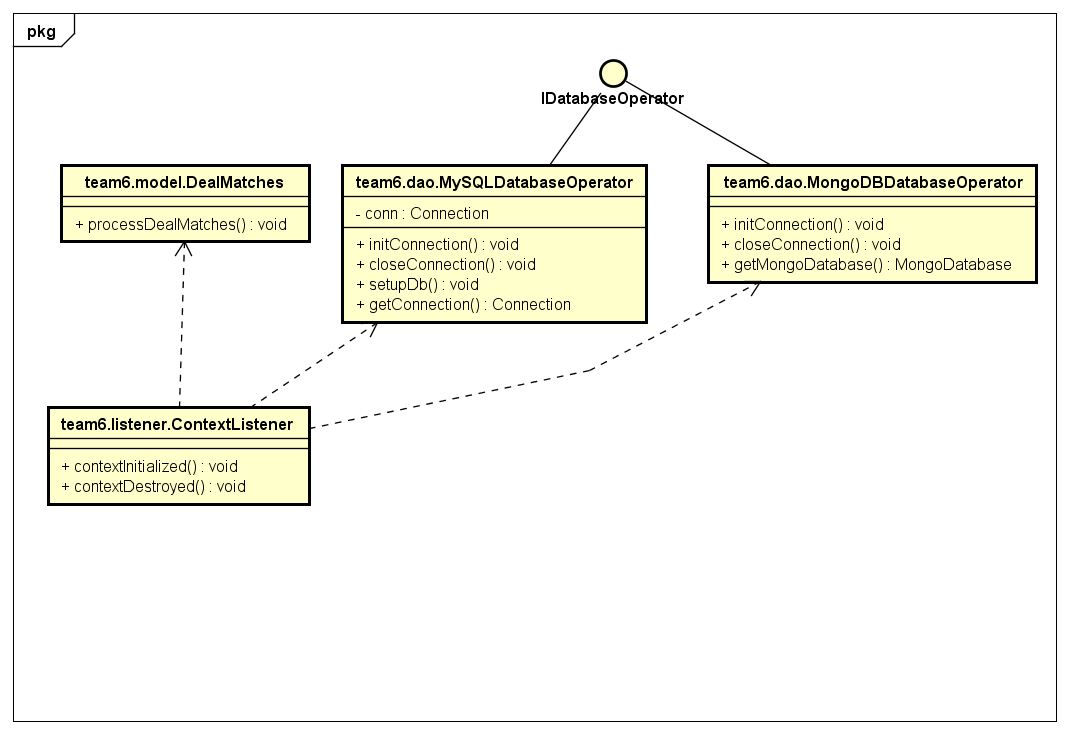 pkg
IDatabaseOperator
team6.model.DealMatches
+ processDealMatches() : void
team6.dao.MySQLDatabaseOperator
- conn : Connection
+ initConnection() : void
+ closeConnection() : void
+ setupDb() : void
+ getConnection() : Connection
team6.dao.MongoDBDatabaseOperator
+ initConnection() : void
+ closeConnection() : void
+ getMongoDatabase() : MongoDatabase
team6.listener.ContextListener
+ contextInitialized() : void
+ contextDestroyed() : void